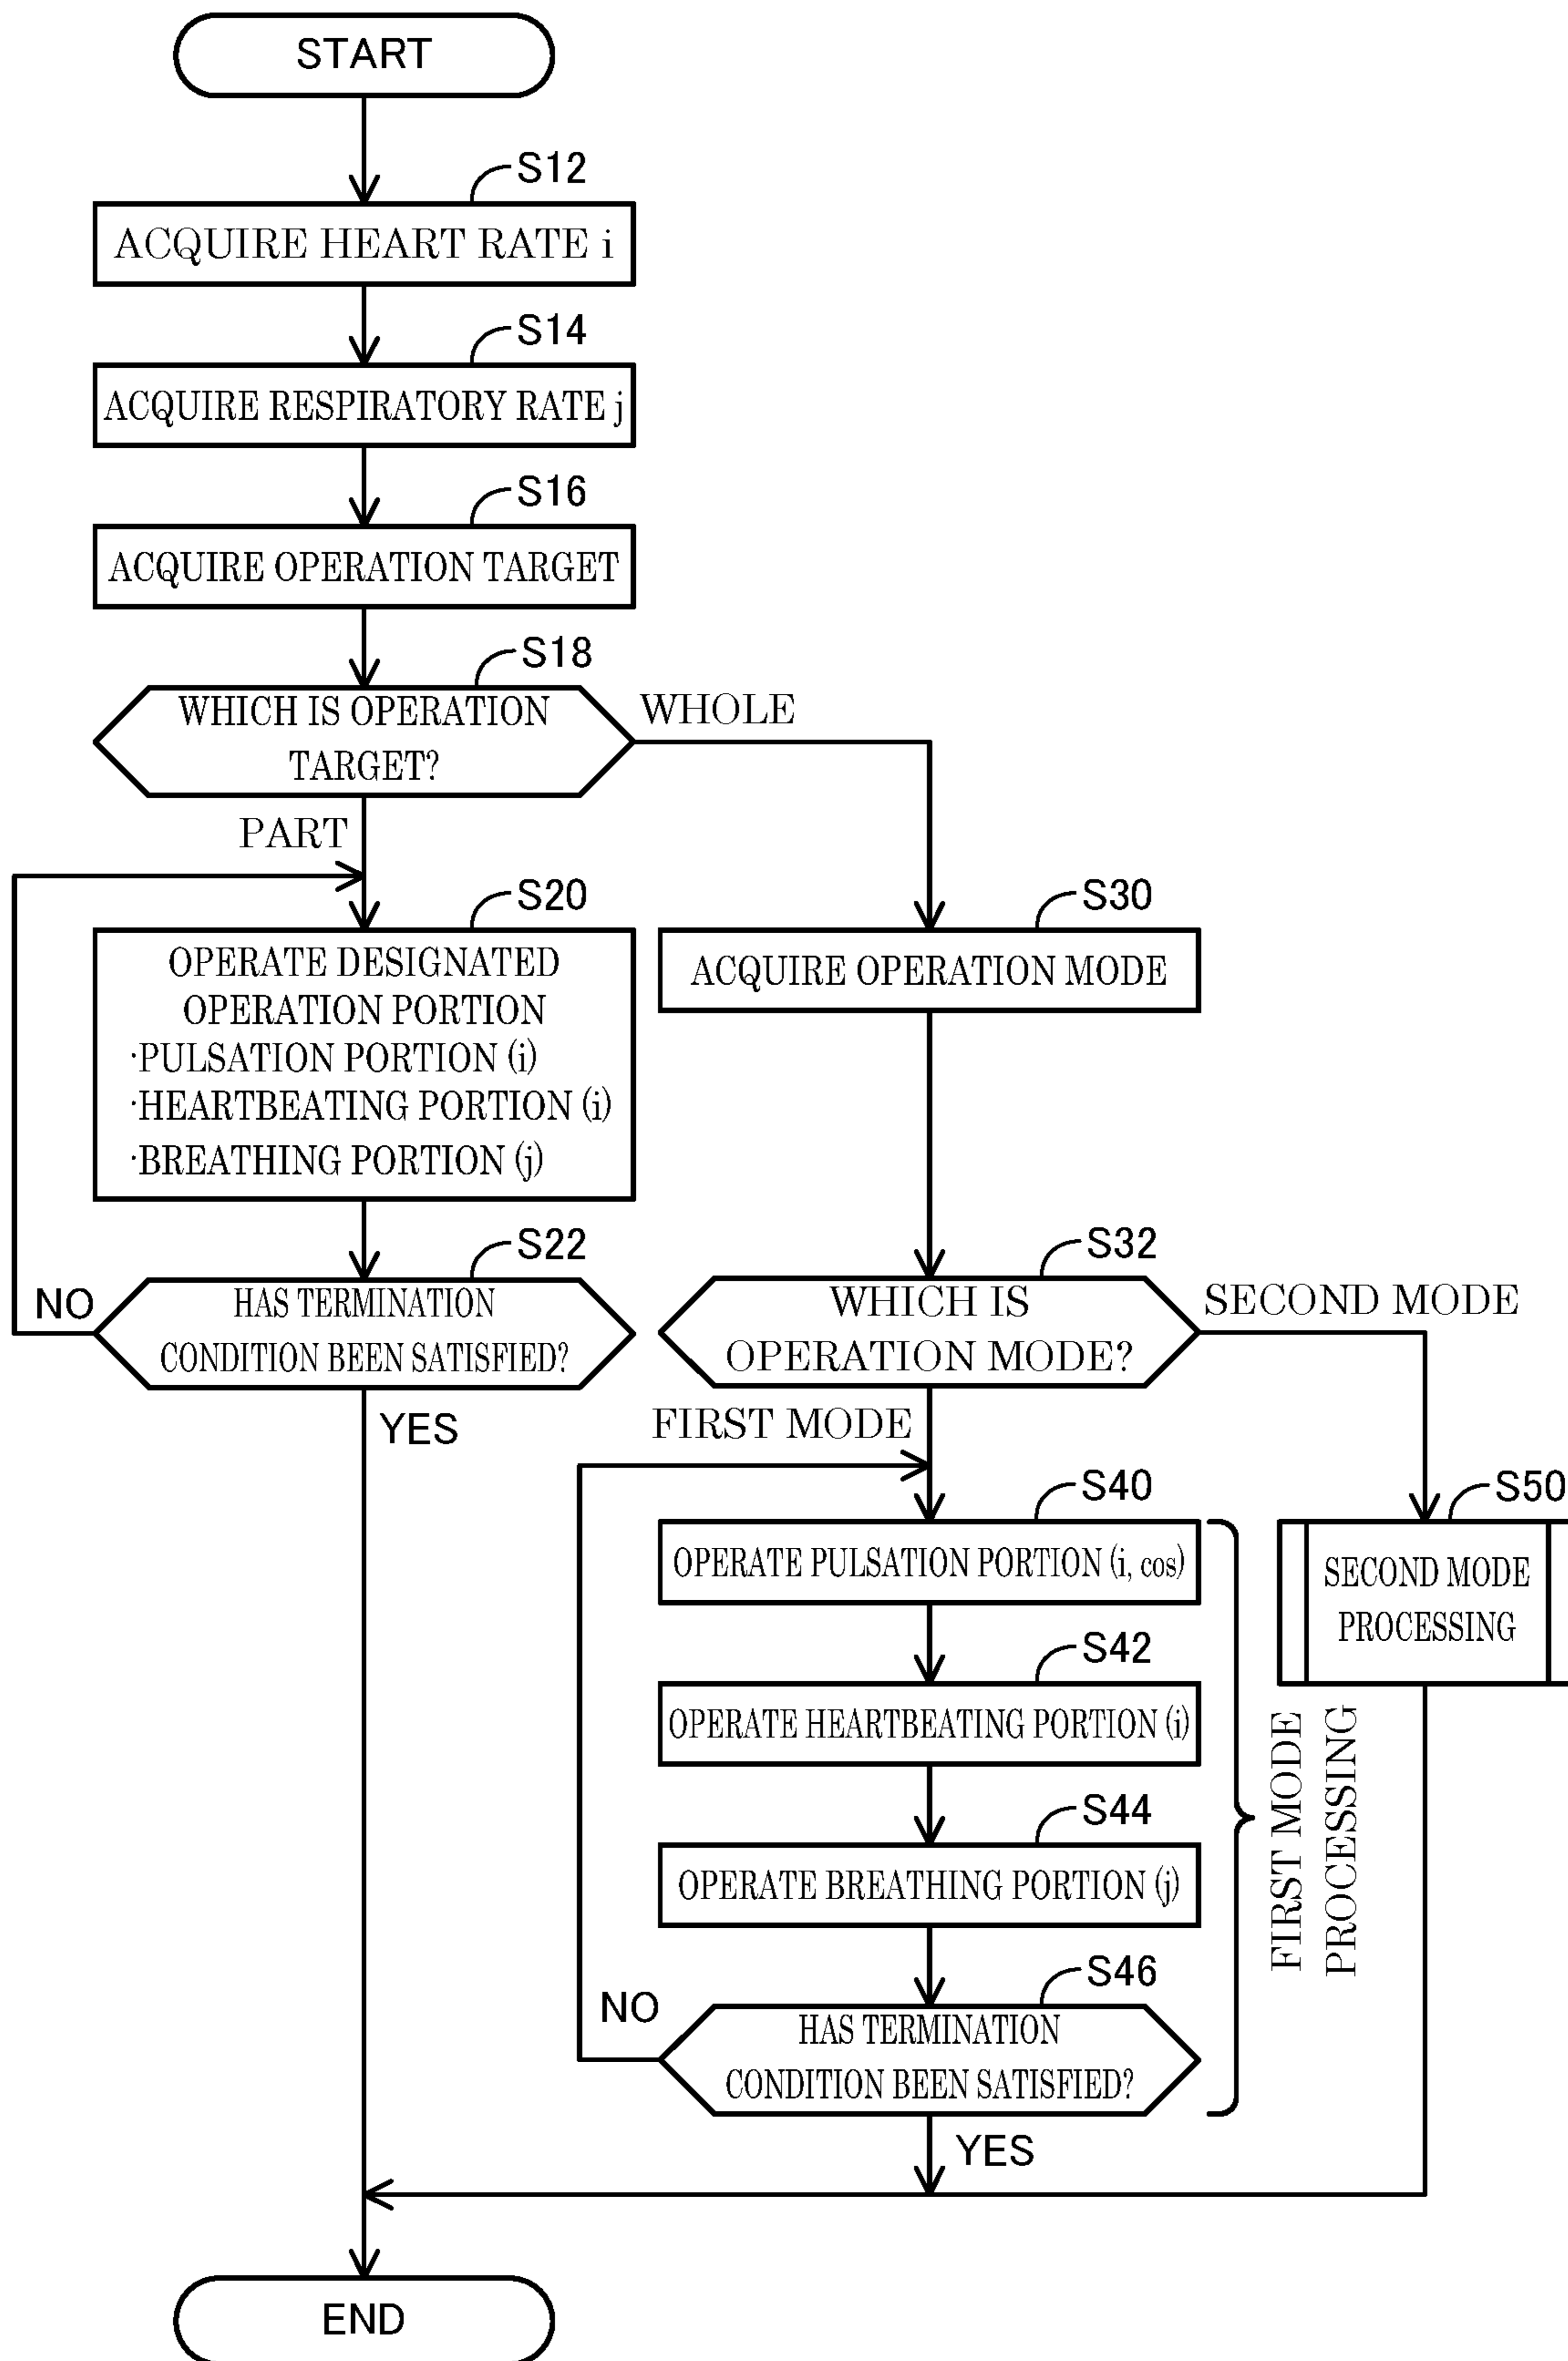 START
S12
ACQUIRE HEART RATE i
S14
ACQUIRE RESPIRATORY RATE j
S16
ACQUIRE OPERATION TARGET
S18
WHICH IS OPERATION
TARGET?
WHOLE
PART
S20
OPERATE DESIGNATED
OPERATION PORTION
·PULSATION PORTION (i)
·HEARTBEATING PORTION (i)
·BREATHING PORTION (j)
S22
HAS TERMINATION
CONDITION BEEN SATISFIED?
NO
YES
S30
ACQUIRE OPERATION MODE
S32
WHICH IS
OPERATION MODE?
SECOND MODE
FIRST MODE
S40
OPERATE PULSATION PORTION (i, cos)
S42
OPERATE HEARTBEATING PORTION (i)
S44
OPERATE BREATHING PORTION (j)
S46
HAS TERMINATION
CONDITION BEEN SATISFIED?
NO
YES
FIRST MODE
PROCESSING
S50
SECOND MODE
PROCESSING
END